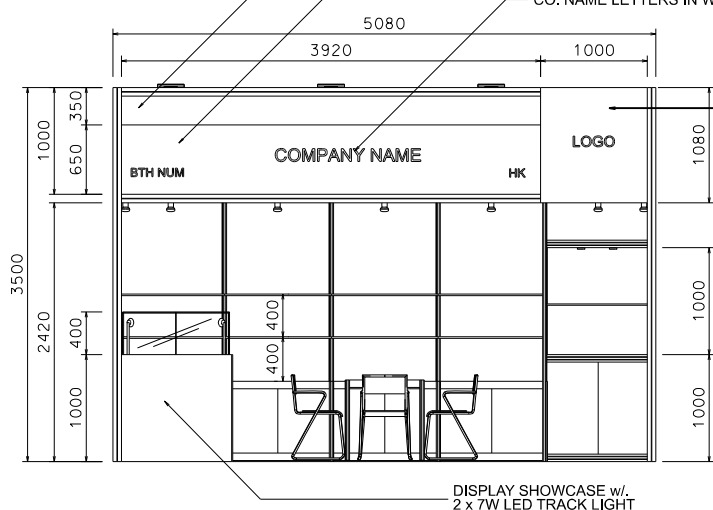 CO. NAME LETTERS IN W
5080
3920
1000
350
1000
650
1080
COMPANY NAME
LOGO
BTH NUM
HK
3500
2420
400
400
400
1000
1000
1000
DISPLAY SHOWCASE w/.
2 x 7W LED TRACK LIGHT